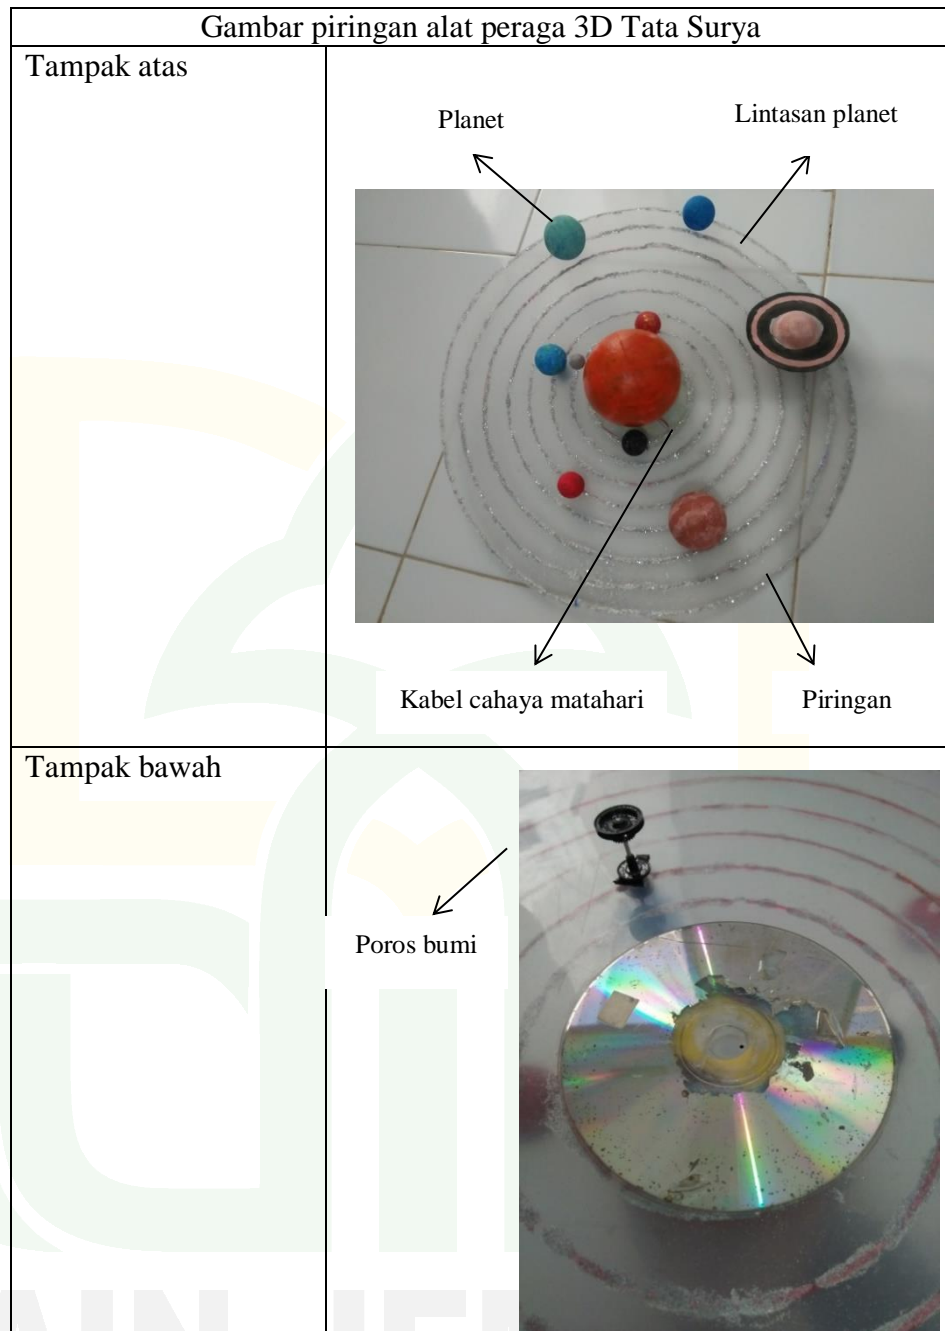 Gambar piringan alat peraga 3D Tata Surya
Tampak atas
Planet
Lintasan planet
Kabel cahaya matahari
Piringan
Tampak bawah
Poros bumi